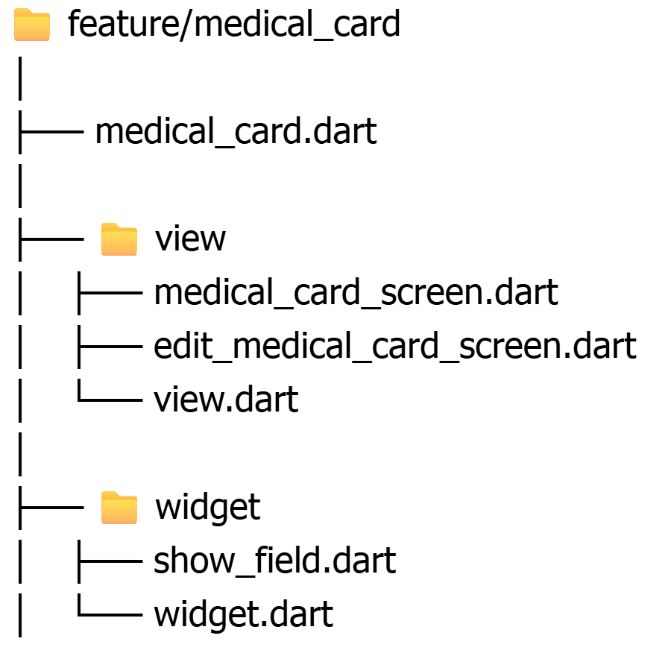 feature/medical_card
medical_card.dart
view
medical_card_screen.dart
edit_medical_card_screen.dart
view.dart
widget
show_field.dart
widget.dart